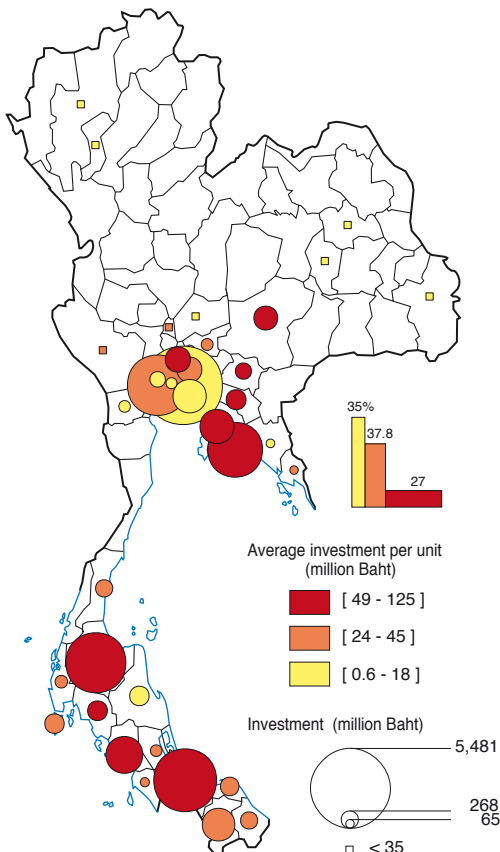 35%
37.8
27
Average investment per unit
(million Baht)
[ 49 - 125 ]
[ 24 - 45 ]
[ 0.6 - 18 ]
Investment (million Baht)
5,481
268
65
< 35